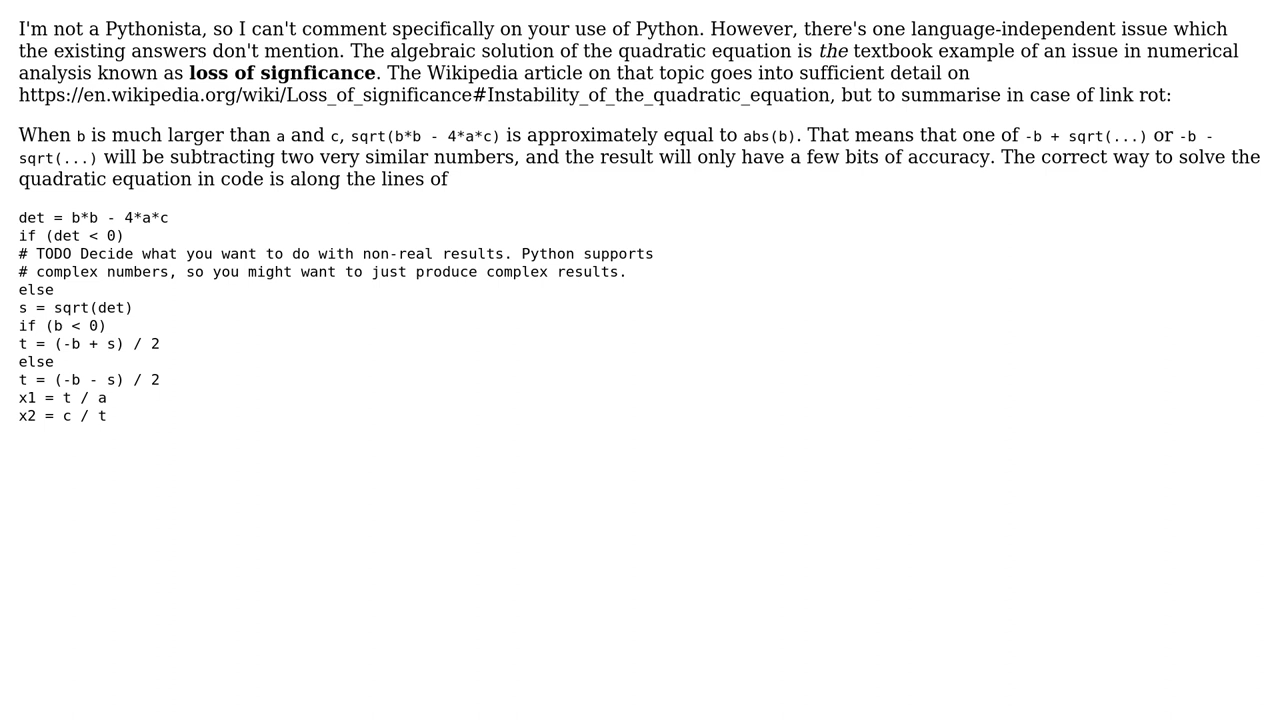 I'm not a Pythonista, so I can't comment specifically on your use of Python. However, there's one language-independent issue which
the existing answers don't mention. The algebraic solution of the quadratic equation is the textbook example of an issue in numerical
analysis known as loss of signficance. The Wikipedia article on that topic goes into sufficient detail on
https://en.wikipedia.org/wiki/Loss_of_significance#Instability_of_the_quadratic_equation, but to summarise in case of link rot:
When b is much larger than a and c, sqrt(b*b - 4*a*c) is approximately equal to abs(b). That means that one of -b + sqrt(...) or -b -
sqrt(...) will be subtracting two very similar numbers, and the result will only have a few bits of accuracy. The correct way to solve the
quadratic equation in code is along the lines of
det = b*b - 4*a*c
if (det < 0)
# TODO Decide what you want to do with non-real results. Python supports
# complex numbers, so you might want to just produce complex results.
else
s = sqrt(det)
if (b < 0)
t = (-b + s) / 2
else
t = (-b - s) / 2
x1 = t / a
x2 = c / t